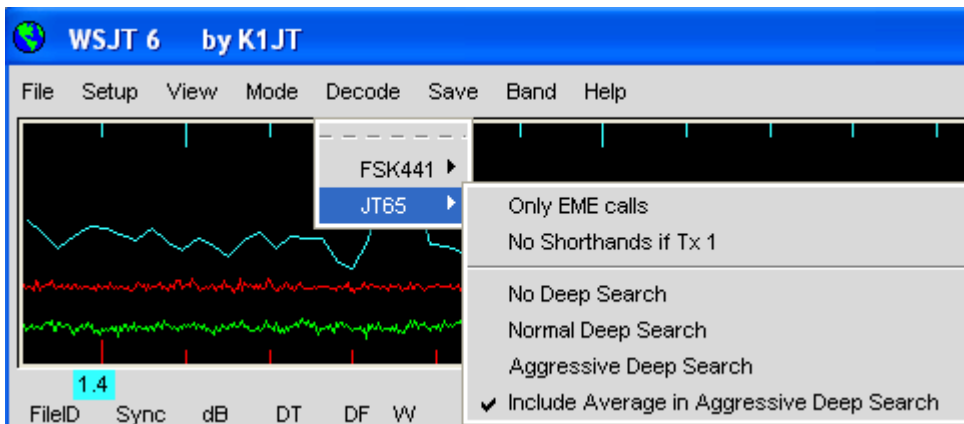 WSJT 6 by K1JT
File Setup View Mode Decode Save Band Help
FSK441
JT65
Only EME calls
No Shorthands if Tx 1
No Deep Search
Normal Deep Search
Aggressive Deep Search
Include Average in Aggressive Deep Search
1.4
FileID Sync dB DT DF W